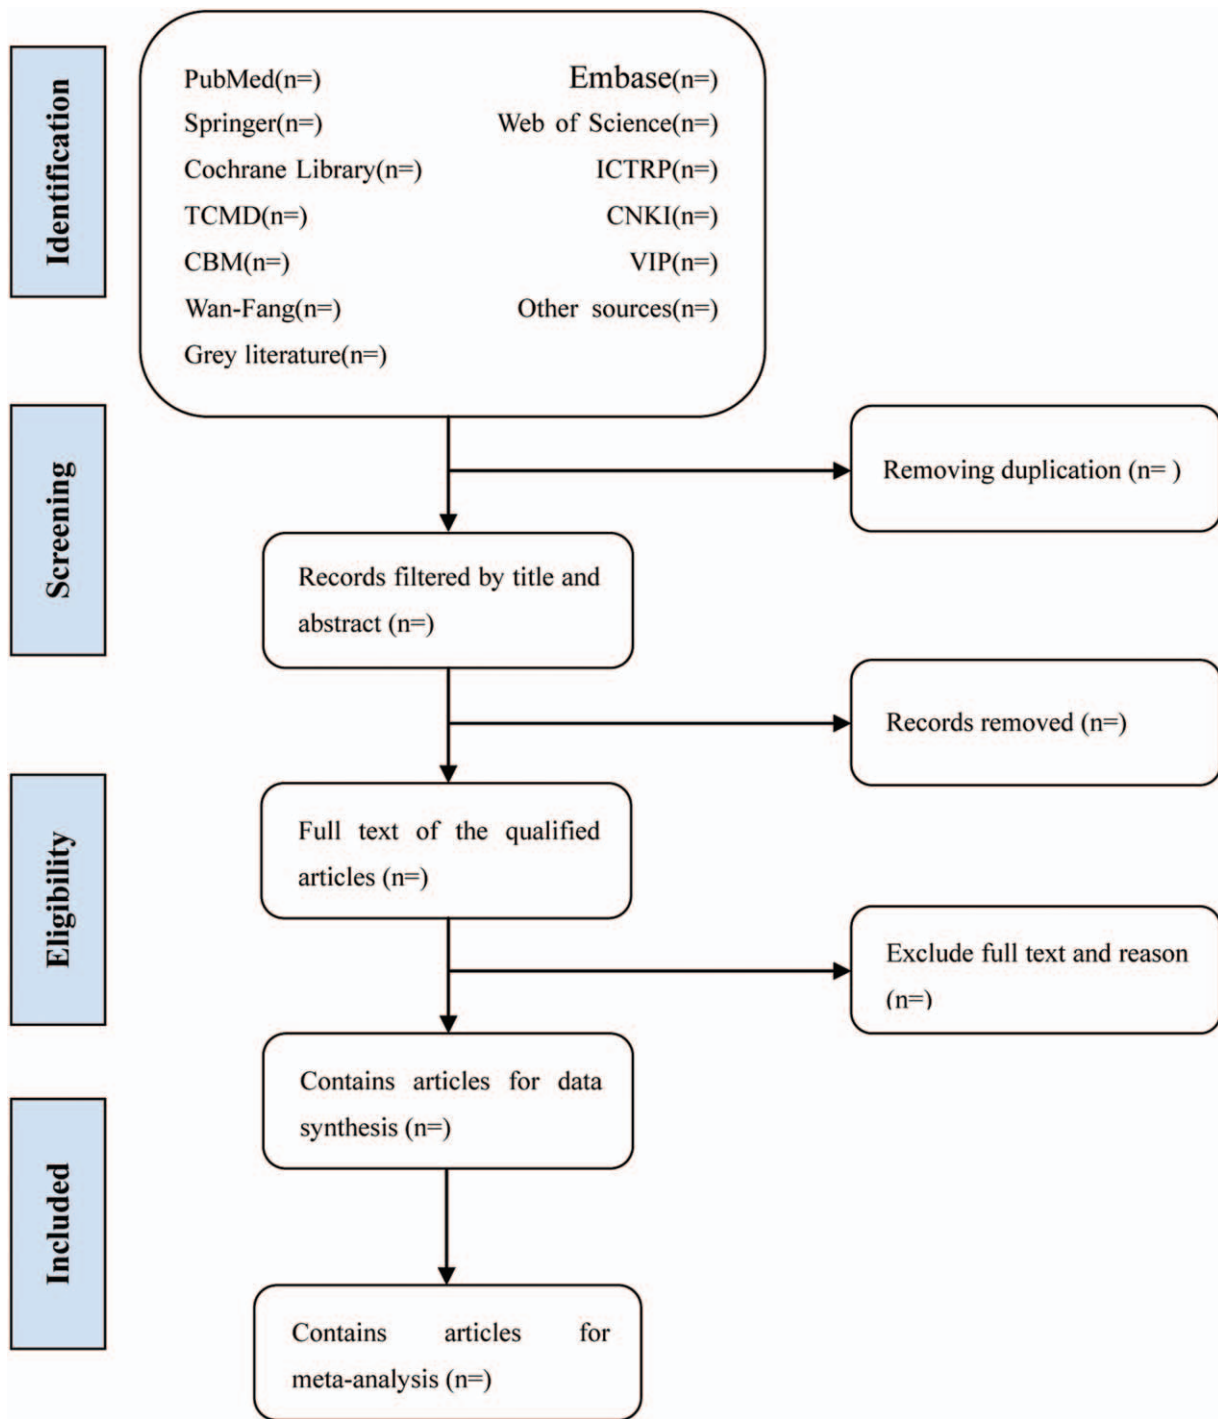 Identification
PubMed(n=) Embase(n=)
Springer(n=) Web of Science(n=)
Cochrane Library(n=) ICTRP(n=)
TCMD(n=) CNKI(n=)
CBM(n=) VIP(n=)
Wan-Fang(n=) Other sources(n=)
Grey literature(n=)
Screening
Removing duplication (n= )
Records filtered by title and
abstract (n=)
Records removed (n=)
Eligibility
Full text of the qualified
articles (n=)
Exclude full text and reason
(n=)
Contains articles for data
synthesis (n=)
Included
Contains articles for
meta-analysis (n=)